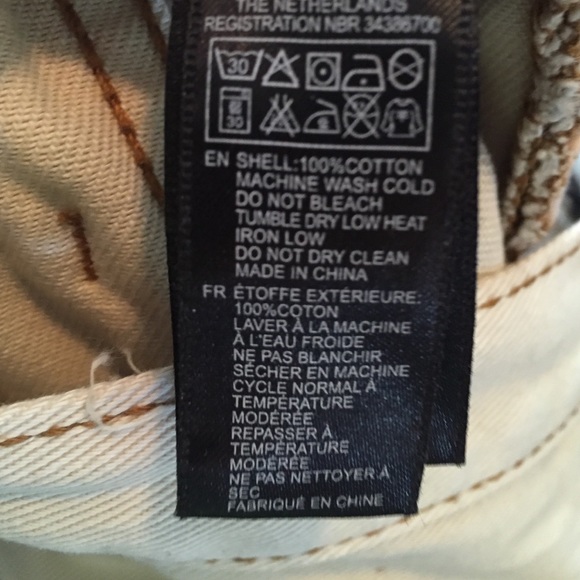 THE NETHERLANDS
REGISTRATION NBR 34386700
30
30
EN SHELL:100%COTTON
MACHINE WASH COLD
DO NOT BLEACH
TUMBLE DRY LOW HEAT
IRON LOW
DO NOT DRY CLEAN
MADE IN CHINA
FR ÉTOFFE EXTÉRIEURE:
100%COTON
LAVER À LA MACHINE
À L'EAU FROIDE
NE PAS BLANCHIR
SÉCHER EN MACHINE
CYCLE NORMAL À
TEMPÉRATURE
MODÉRÉE
REPASSER À
TEMPÉRATURE
MODÉRÉE
NE PAS NETTOYER À
SEC
FABRIQUÉ EN CHINE